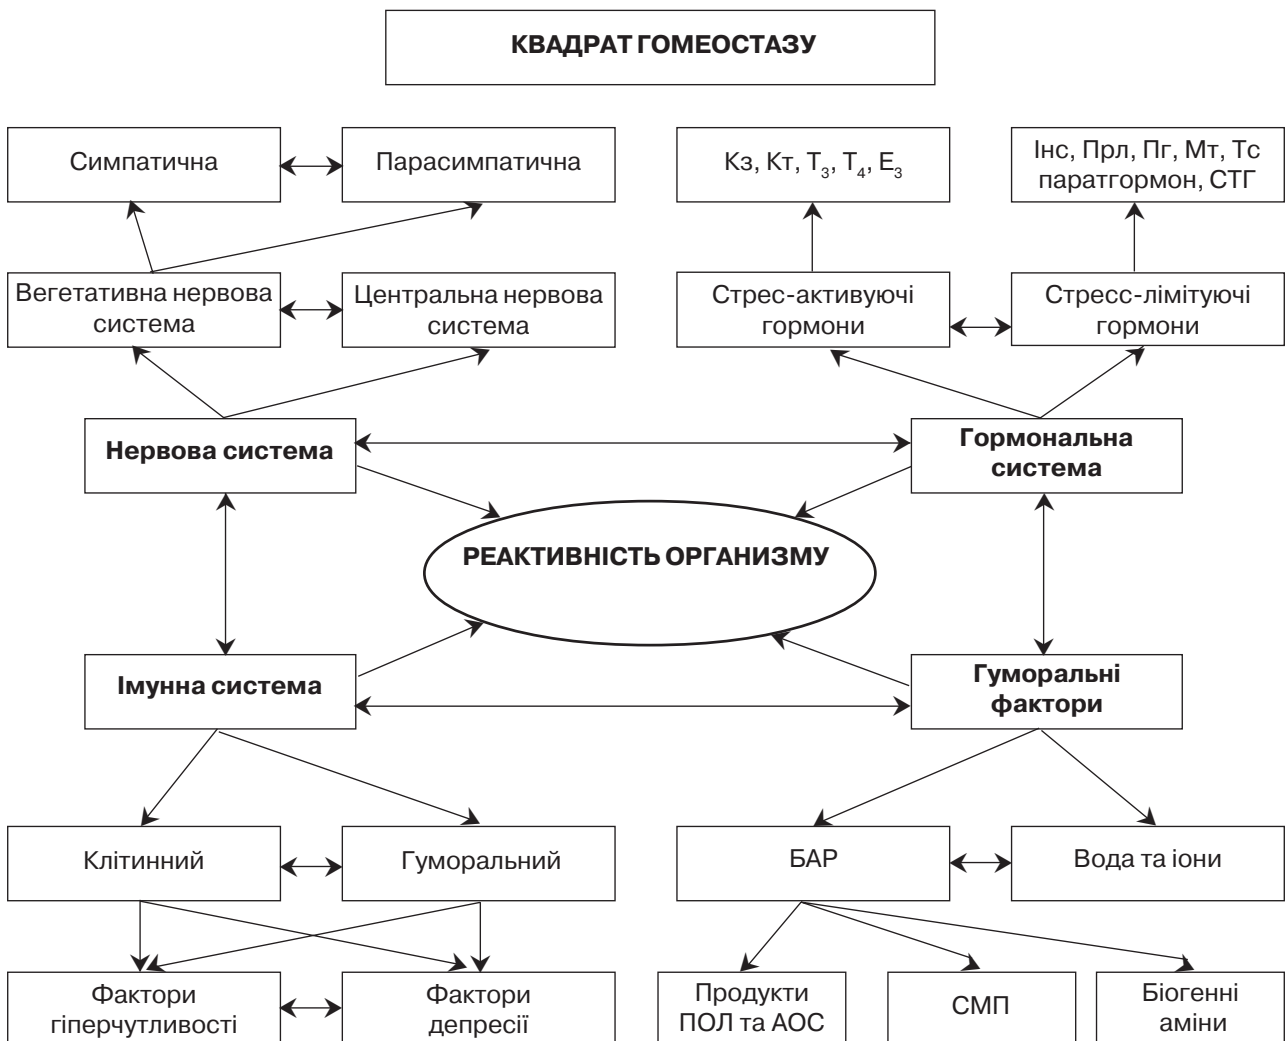 КВАДРАТ ГОМЕОСТАЗУ
Симпатична
Парасимпатична
Кз, Кт, Т₃, Т₄, Е₃
Інс, Прл, Пг, Мт, Тс
паратгормон, СТГ
Вегетативна нервова
система
Центральна нервова
система
Стрес-активуючі
гормони
Стресс-лімітуючі
гормони
Нервова система
Гормональна
система
РЕАКТИВНІСТЬ ОРГАНИЗМУ
Імунна система
Гуморальні
фактори
Клітинний
Гуморальний
БАР
Вода та іони
Фактори
гіперчутливості
Фактори
депресії
Продукти
ПОЛ та АОС
СМП
Біогенні
аміни